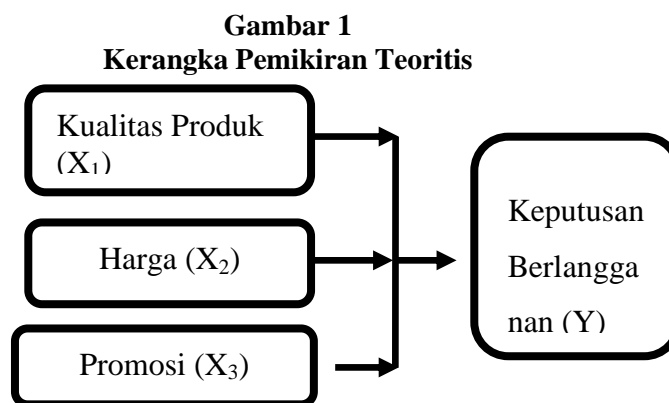 Gambar 1
Kerangka Pemikiran Teoritis
Kualitas Produk
(X₁)
Harga (X₂)
Promosi (X₃)
Keputusan
Berlangga
nan (Y)